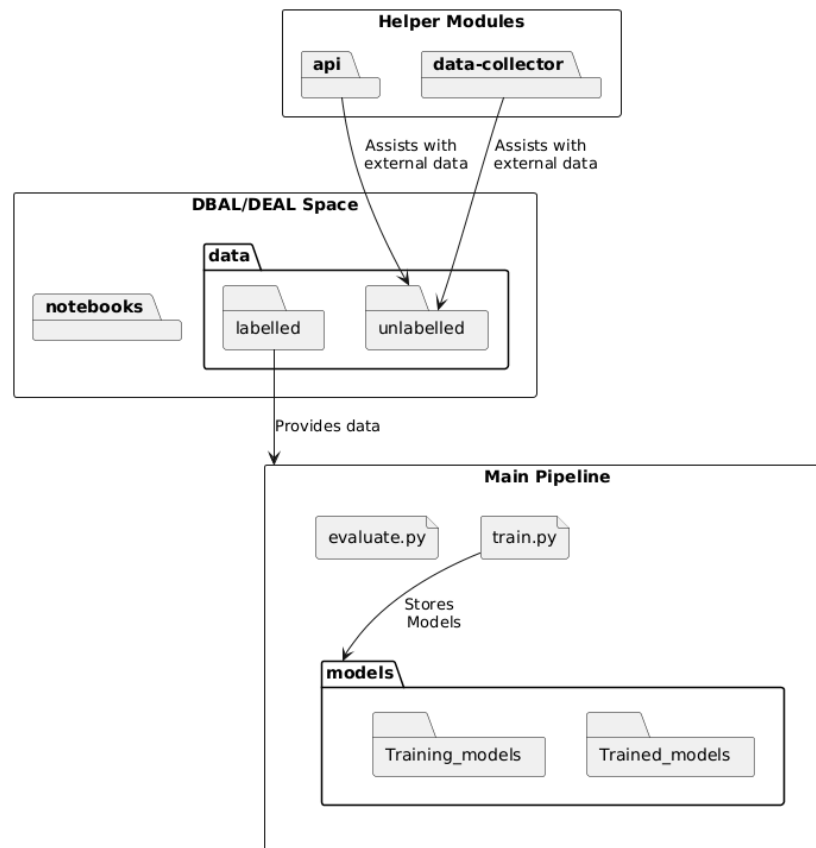 Helper Modules
api
data-collector
Assists with
external data
Assists with
external data
DBAL/DEAL Space
data
notebooks
labelled
unlabelled
Provides data
Main Pipeline
evaluate.py
train.py
Stores
Models
models
Training_models
Trained_models